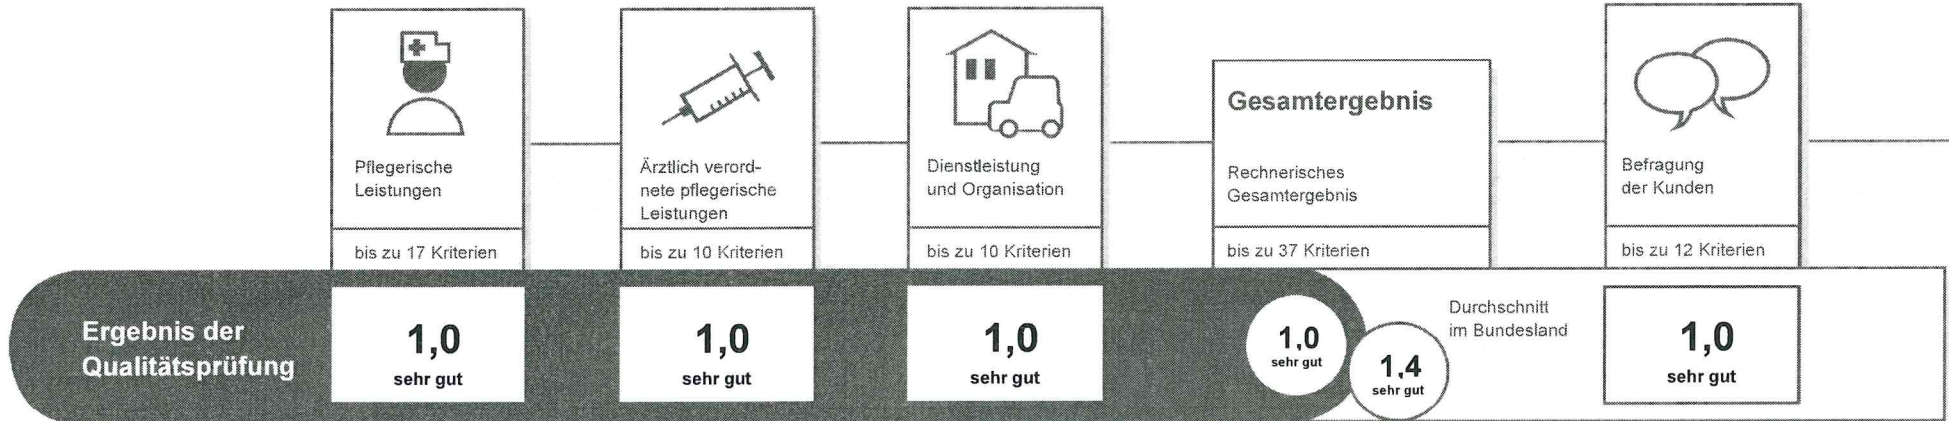 Pflegerische
Leistungen
bis zu 17 Kriterien
Ärztlich verord-
nete pflegerische
Leistungen
bis zu 10 Kriterien
Dienstleistung
und Organisation
bis zu 10 Kriterien
Gesamtergebnis
Rechnerisches
Gesamtergebnis
bis zu 37 Kriterien
Befragung
der Kunden
bis zu 12 Kriterien
Ergebnis der
Qualitätsprüfung
1,0
sehr gut
1,0
sehr gut
1,0
sehr gut
1,0
sehr gut
1,4
sehr gut
Durchschnitt
im Bundesland
1,0
sehr gut